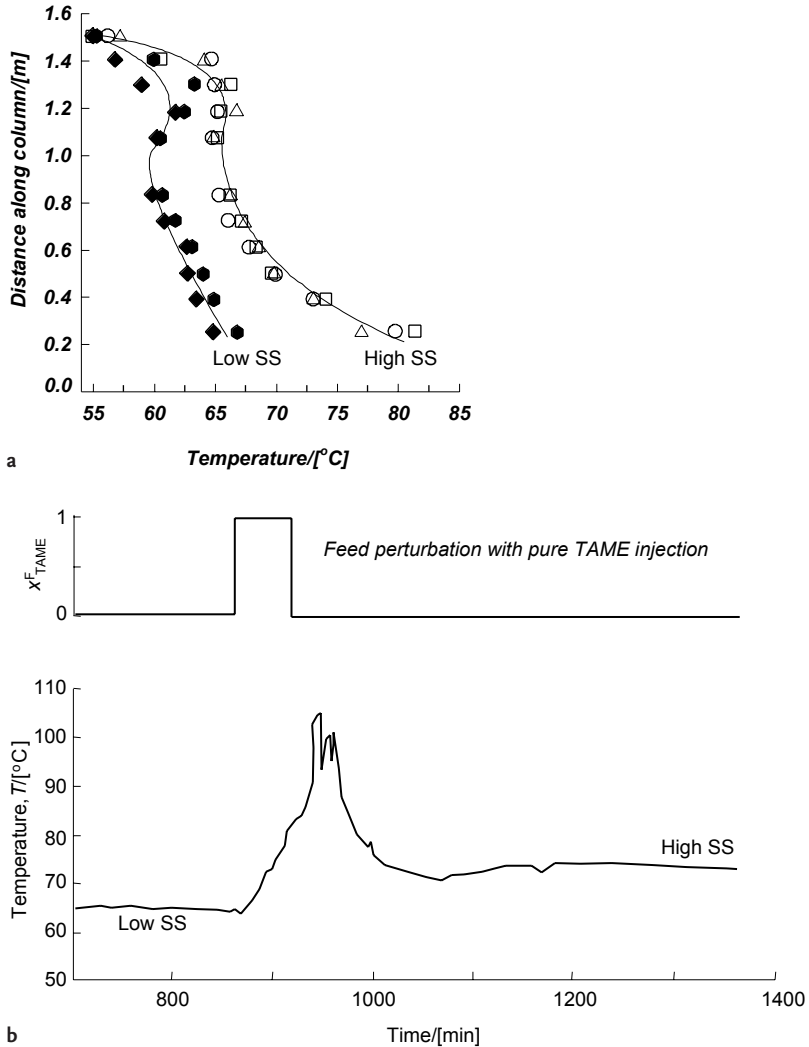 1.6
1.4
1.2
1.0
0.8
0.6
0.4
0.2
0.0
Distance along column/[m]
Low SS
High SS
55 60 65 70 75 80 85
Temperature/[°C]
a
1
0
x^F_TAME
Feed perturbation with pure TAME injection
110
100
90
80
70
60
50
Temperature, T/[°C]
Low SS
High SS
800 1000 1200 1400
Time/[min]
b